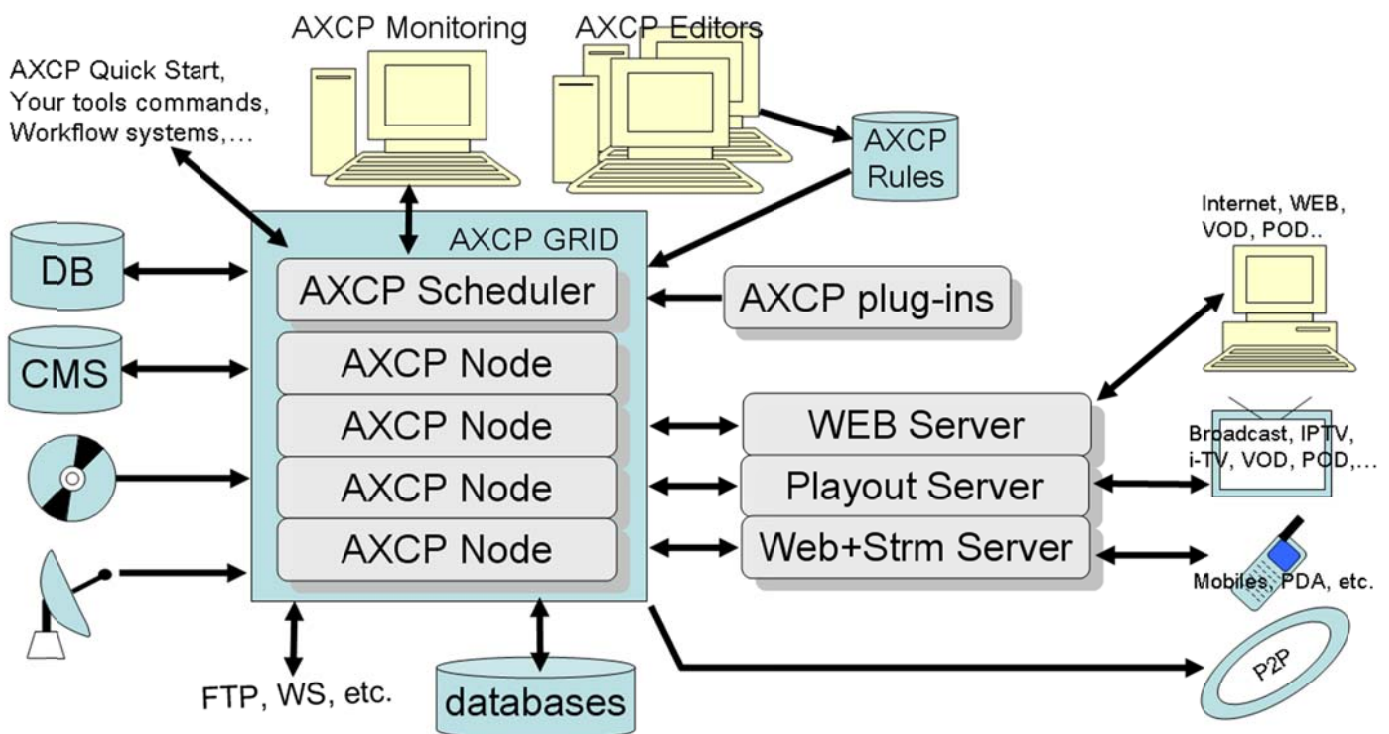 AXCP Monitoring
AXCP Editors
AXCP Quick Start,
Your tools commands,
Workflow systems,...
AXCP
Rules
Internet, WEB,
VOD, POD..
AXCP GRID
DB
AXCP Scheduler
AXCP plug-ins
CMS
AXCP Node
AXCP Node
WEB Server
Broadcast, IPTV,
i-TV, VOD, POD,...
AXCP Node
Playout Server
AXCP Node
Web+Strm Server
Mobiles, PDA, etc.
P2P
FTP, WS, etc.
databases